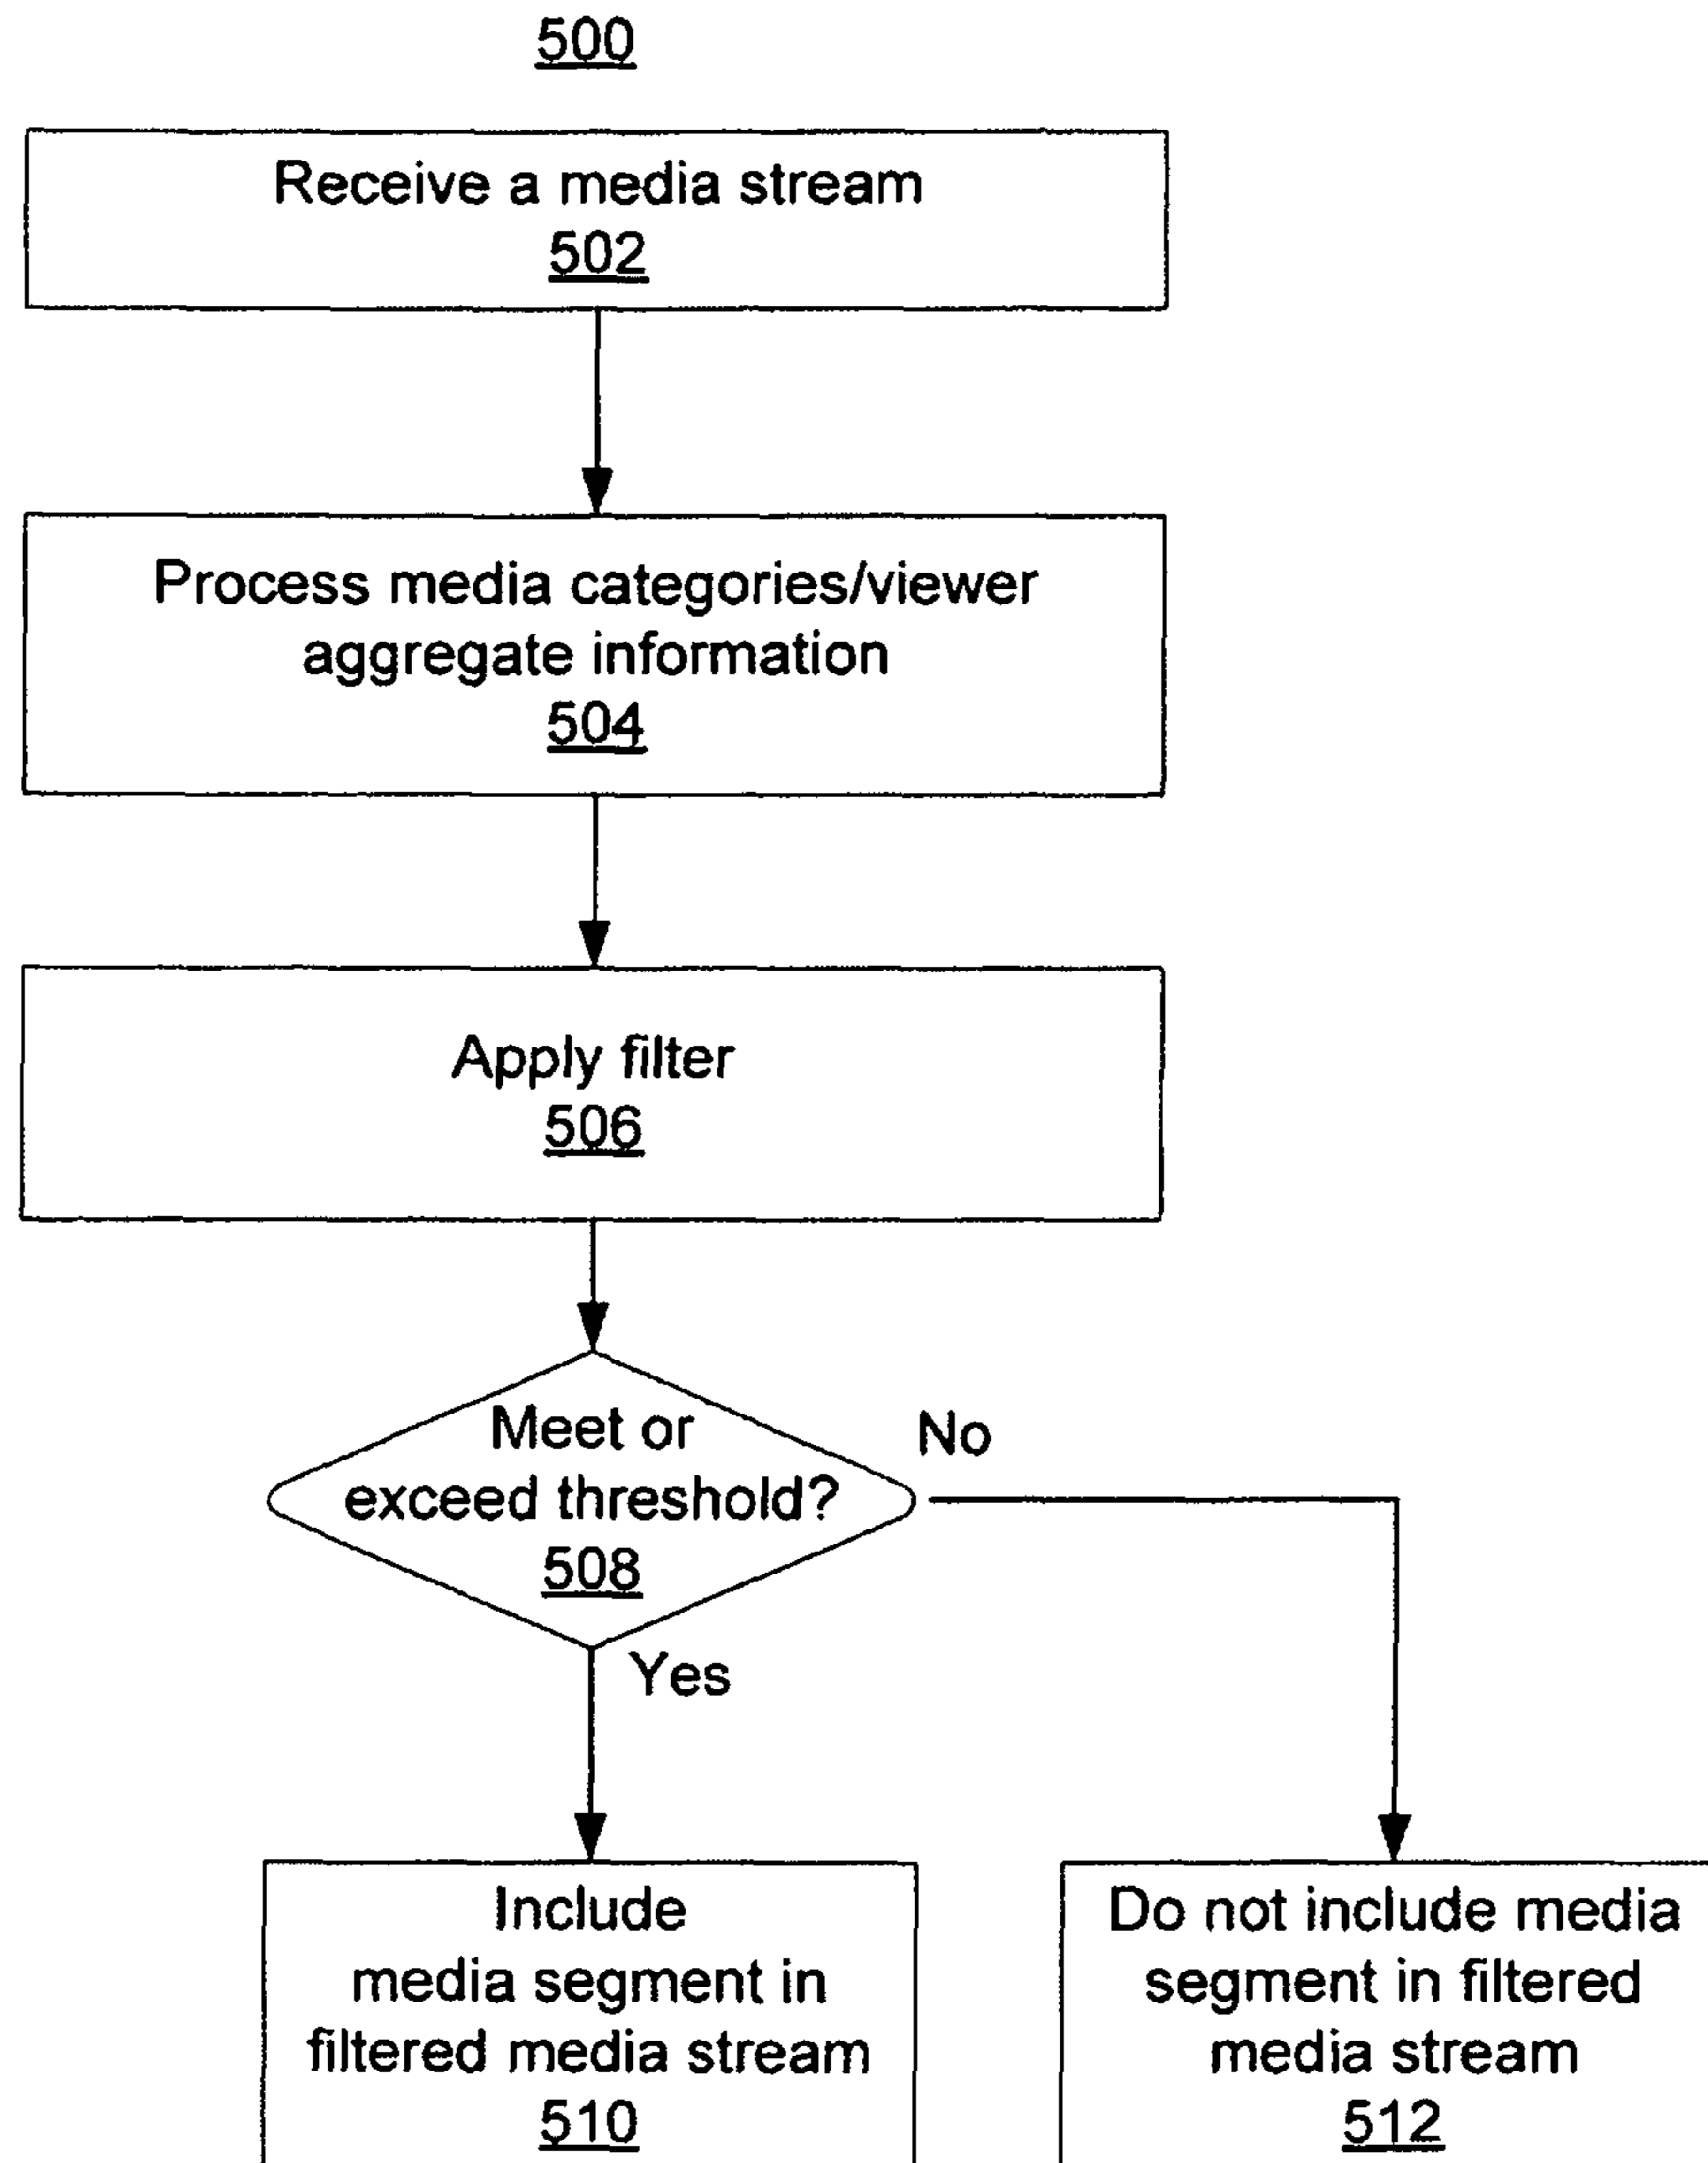 500
Receive a media stream
502
Process media categories/viewer
aggregate information
504
Apply filter
506
Meet or
exceed threshold?
508
No
Yes
Include
media segment in
filtered media stream
510
Do not include media
segment in filtered
media stream
512